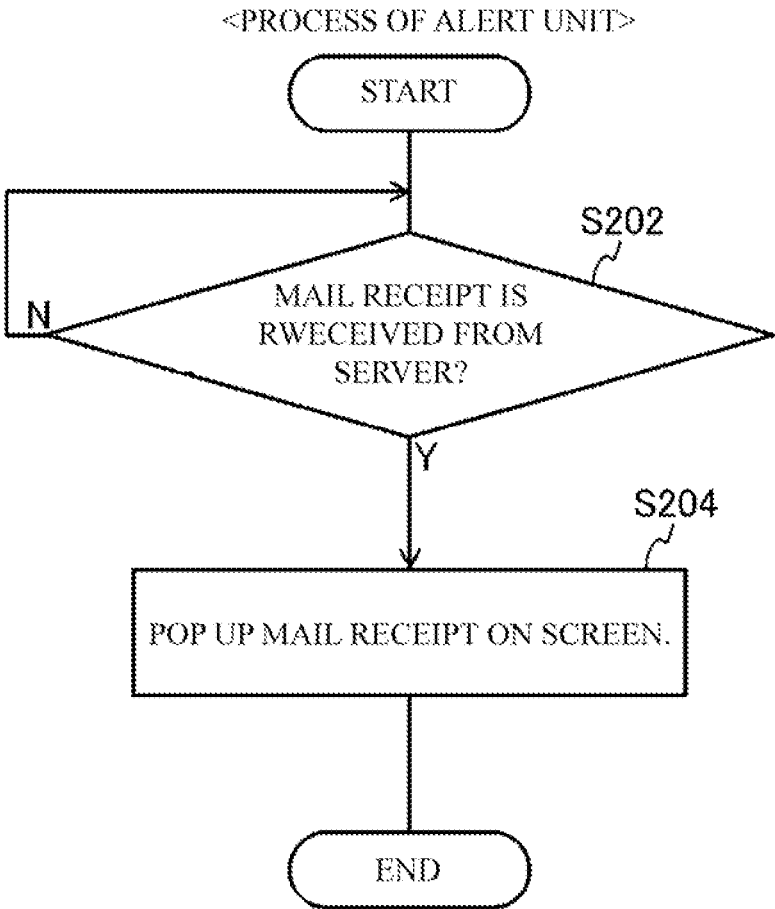 <PROCESS OF ALERT UNIT>
START
S202
MAIL RECEIPT IS
RWECEIVED FROM
SERVER?
N
Y
S204
POP UP MAIL RECEIPT ON SCREEN.
END